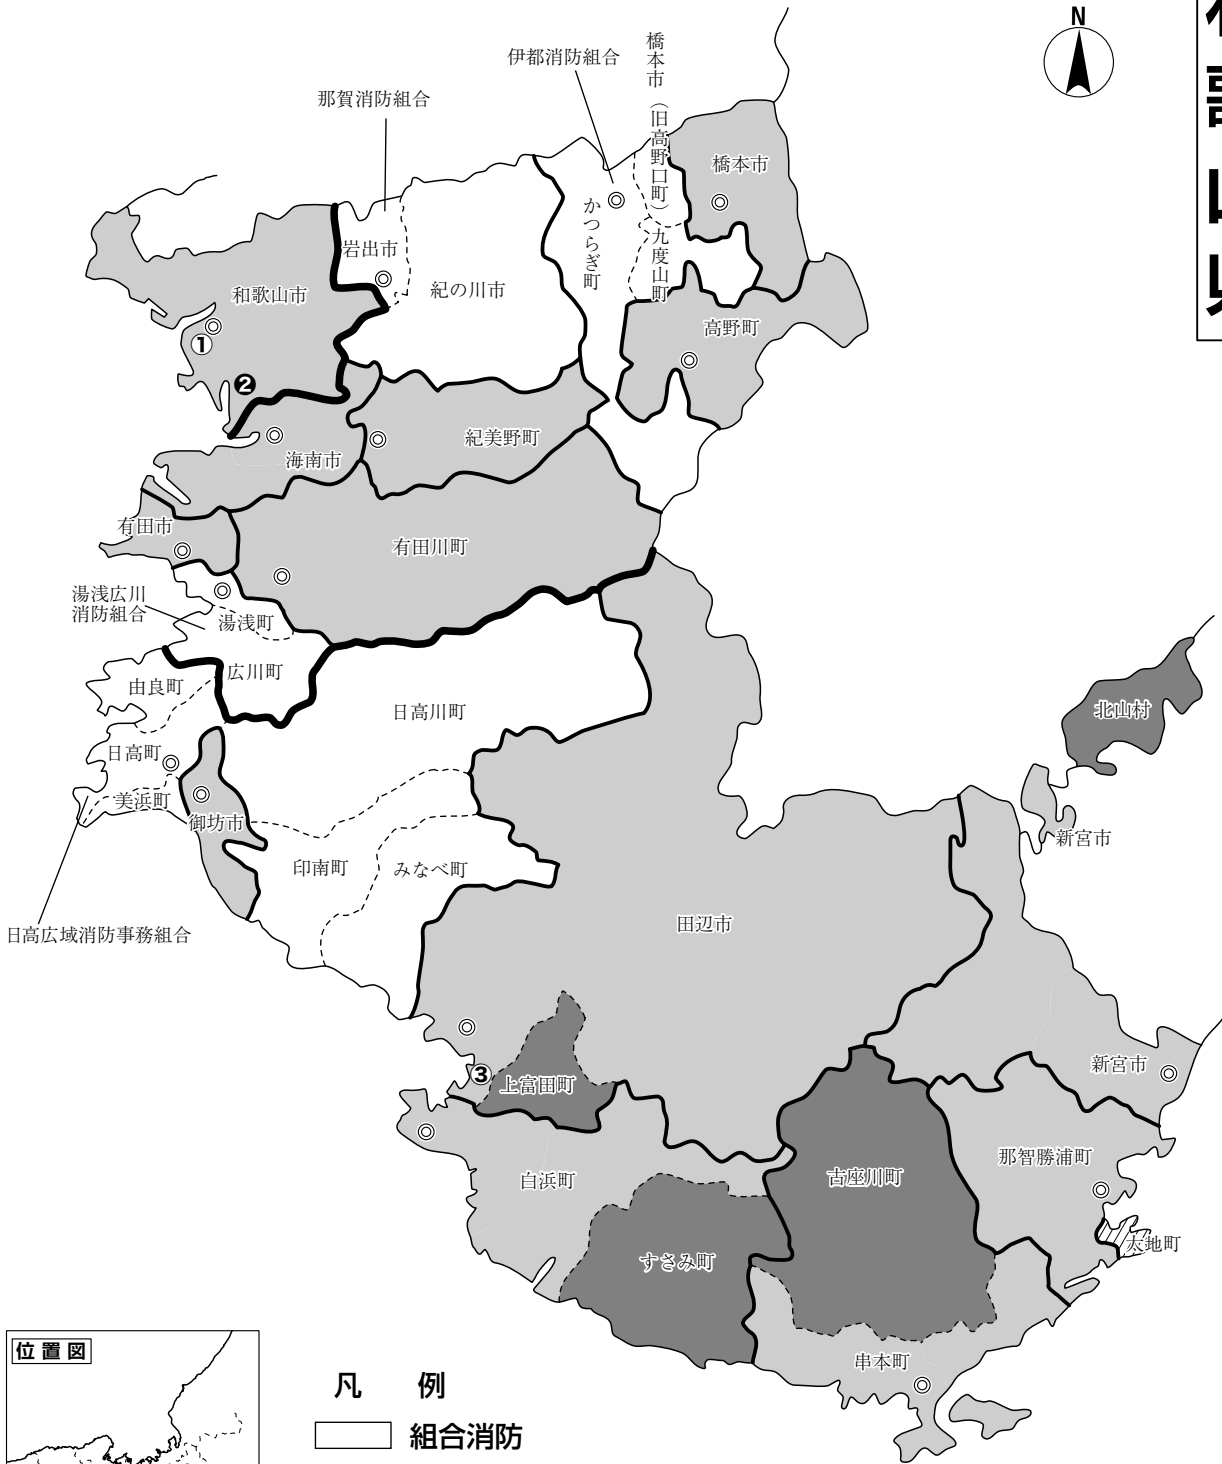 N
伊都消防組合
橋本市（旧高野口町）
那賀消防組合
橋本市
かつらぎ町
九度山町
岩出市
紀の川市
和歌山市
高野町
①
❷
紀美野町
海南市
有田市
有田川町
湯浅広川
消防組合
湯浅町
広川町
由良町
日高川町
北山村
日高町
美浜町
御坊市
新宮市
印南町
みなべ町
田辺市
日高広域消防事務組合
③
上富田町
新宮市
那智勝浦町
白浜町
古座川町
太地町
すさみ町
串本町
位置図
凡 例
組合消防